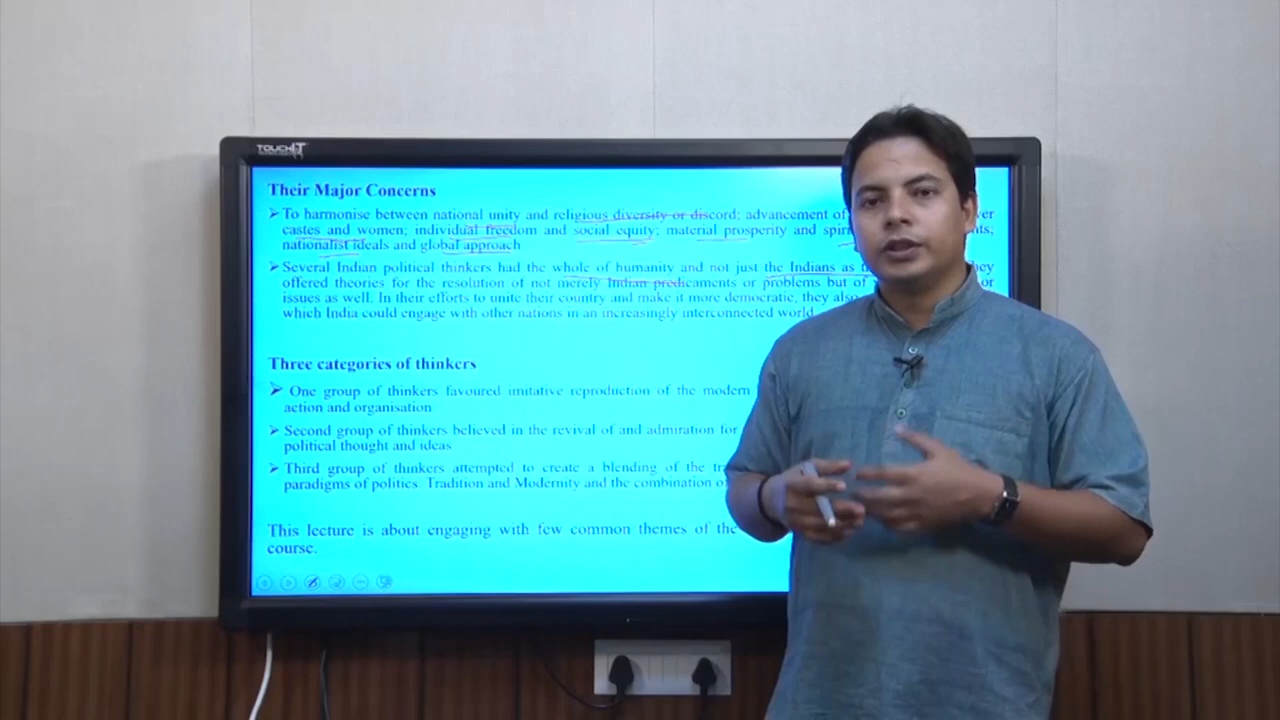 TOUCHIT
Their Major Concerns
➤To harmonise between national unity and religious diversity or discord; advancement of
castes and women; individual freedom and social equity; material prosperity and
nationalist ideals and global approach
➤Several Indian political thinkers had the whole of humanity and not just the Indians as
offered theories for the resolution of not merely Indian predicaments or problems but of or
issues as well. In their efforts to unite their country and make it more democratic, they also
which India could engage with other nations in an increasingly interconnected world
Three categories of thinkers
➤ One group of thinkers favoured imitative reproduction of the modern
action and organisation
➤ Second group of thinkers believed in the revival of and admiration for
political thought and ideas
➤ Third group of thinkers attempted to create a blending of the
paradigms of politics. Tradition and Modernity and the combination of
This lecture is about engaging with few common themes of the
course.